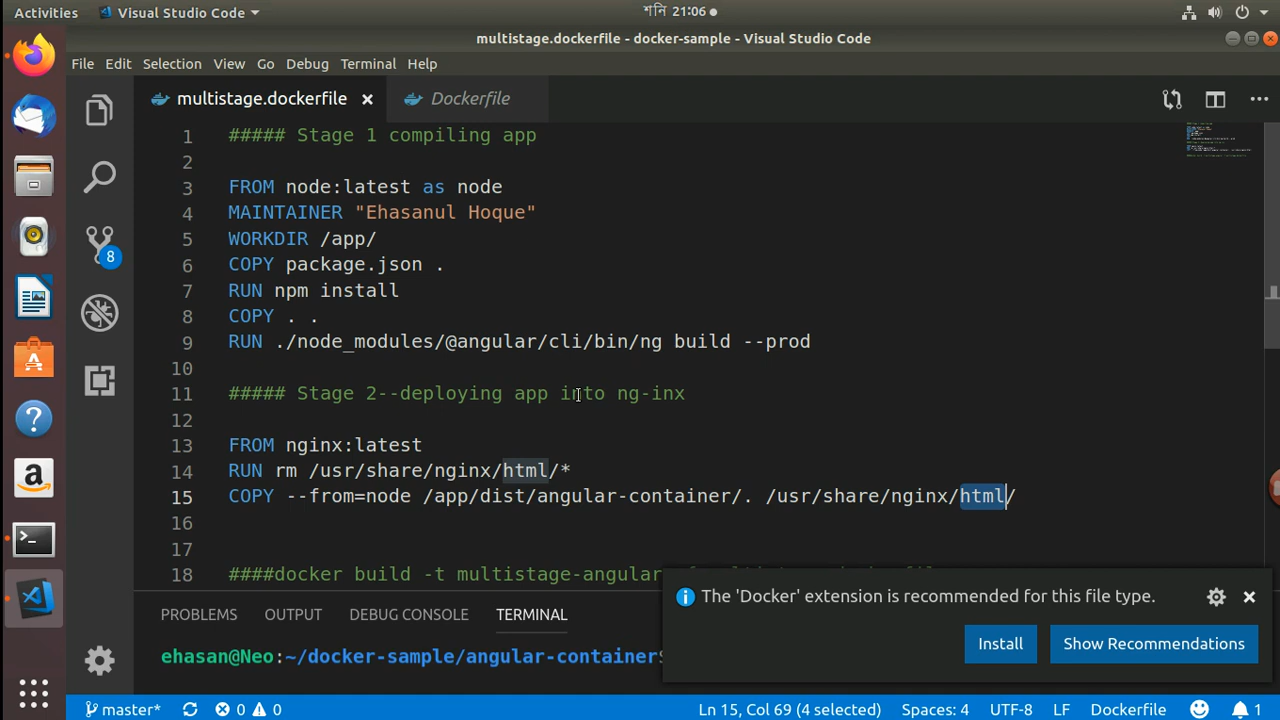 Activities Visual Studio Code শনি 21:06
multistage.dockerfile - docker-sample - Visual Studio Code
File Edit Selection View Go Debug Terminal Help
multistage.dockerfile Dockerfile
1 ##### Stage 1 compiling app
2
3 FROM node:latest as node
4 MAINTAINER "Ehasanul Hoque"
5 WORKDIR /app/
6 COPY package.json .
7 RUN npm install
8 COPY . .
9 RUN ./node_modules/@angular/cli/bin/ng build --prod
10
11 ##### Stage 2--deploying app into ng-inx
12
13 FROM nginx:latest
14 RUN rm /usr/share/nginx/html/*
15 COPY --from=node /app/dist/angular-container/. /usr/share/nginx/html/
16
17
18 ####docker build -t multistage-angular
8
The 'Docker' extension is recommended for this file type.
Install Show Recommendations
PROBLEMS OUTPUT DEBUG CONSOLE TERMINAL
ehasan@Neo:~/docker-sample/angular-container$
master* 0 0 Ln 15, Col 69 (4 selected) Spaces: 4 UTF-8 LF Dockerfile 1